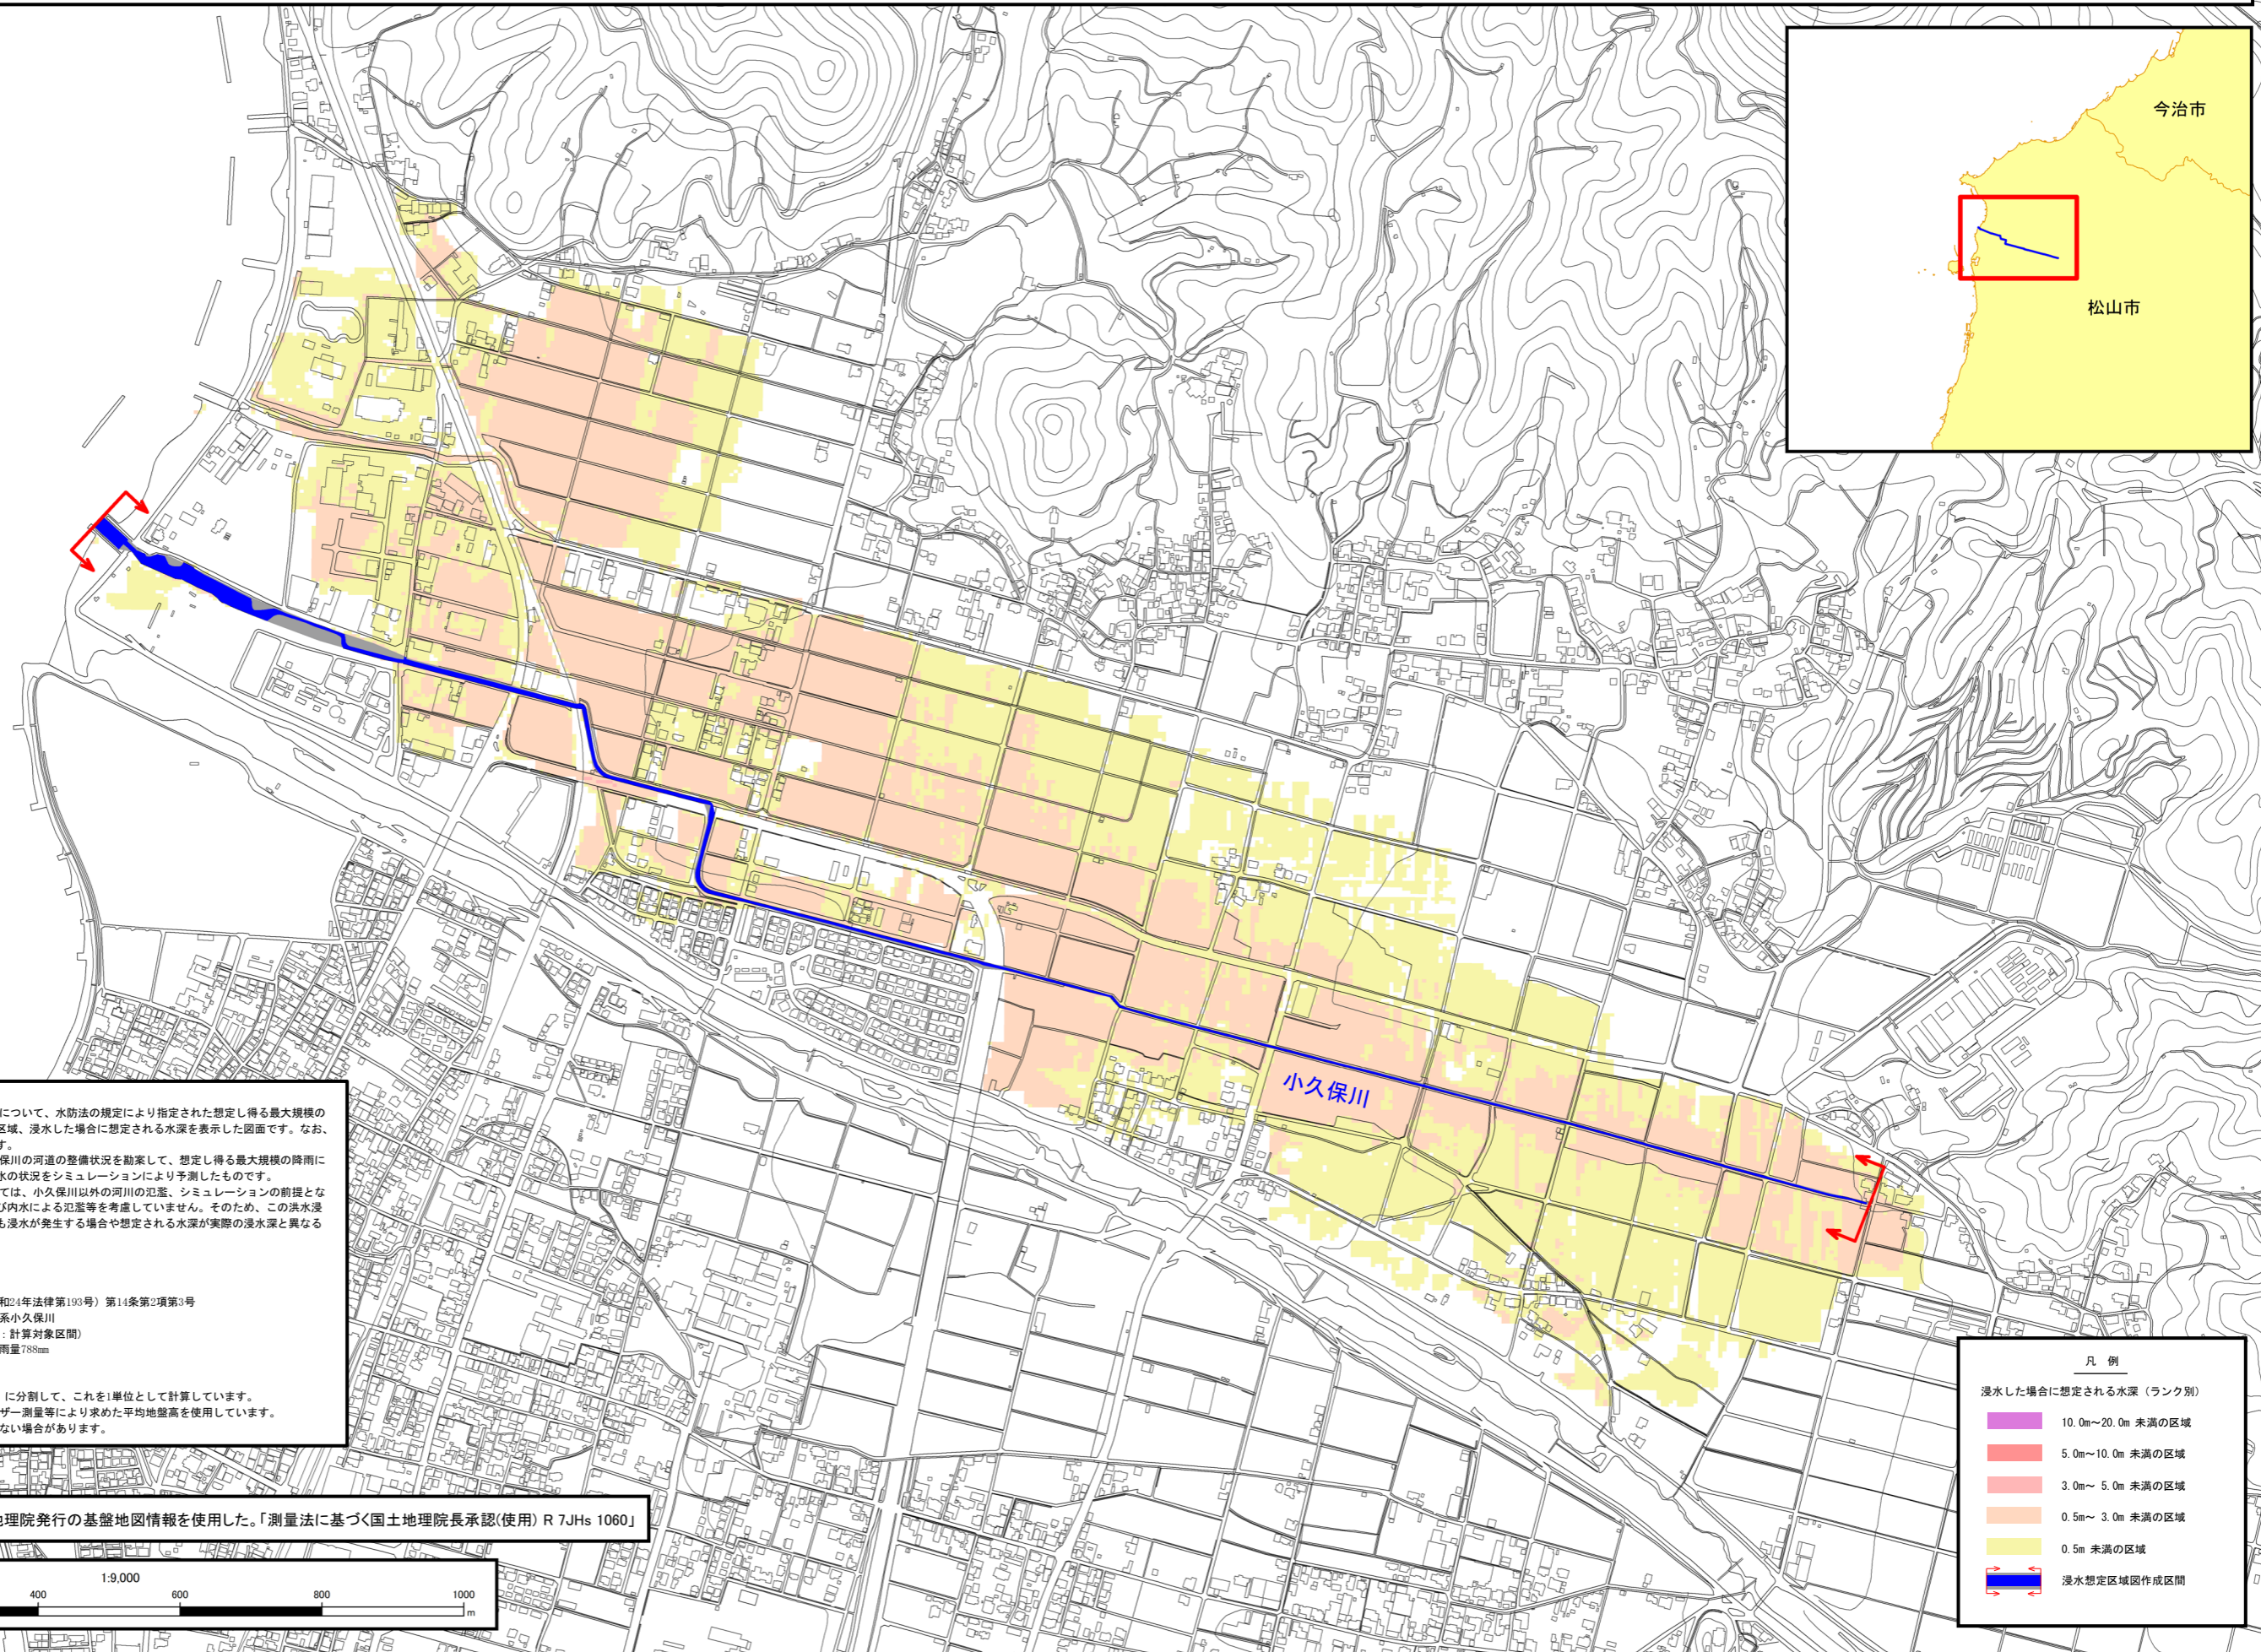 今治市
松山市
小久保川
について、水防法の規定により指定された想定し得る最大規模の
区域、浸水した場合に想定される水深を表示した図面です。なお、
す。
保川の河道の整備状況を勘案して、想定し得る最大規模の降雨に
水の状況をシミュレーションにより予測したものです。
ては、小久保川以外の河川の氾濫、シミュレーションの前提とな
び内水による氾濫等を考慮していません。そのため、この洪水浸
も浸水が発生する場合や想定される水深が実際の浸水深と異なる
和24年法律第193号）第14条第2項第3号
系小久保川
：計算対象区間）
雨量788mm
に分割して、これを1単位として計算しています。
ザー測量等により求めた平均地盤高を使用しています。
ない場合があります。
地理院発行の基盤地図情報を使用した。「測量法に基づく国土地理院長承認(使用) R 7JHs 1060」
1:9,000
400 600 800 1000
m
凡 例
浸水した場合に想定される水深（ランク別）
10.0m～20.0m 未満の区域
5.0m～10.0m 未満の区域
3.0m～ 5.0m 未満の区域
0.5m～ 3.0m 未満の区域
0.5m 未満の区域
浸水想定区域図作成区間